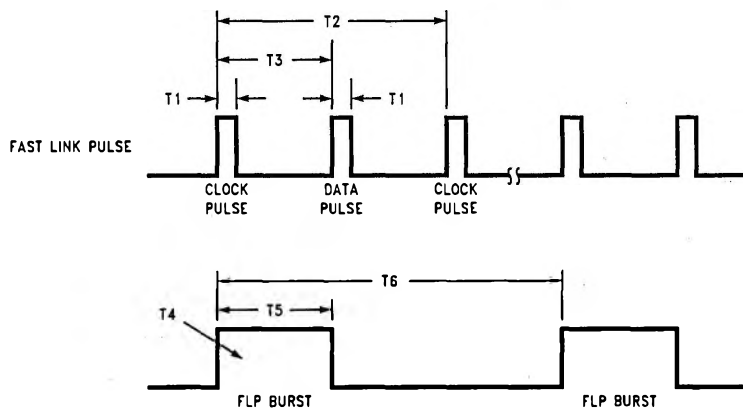 T2
T3
T1
T1
FAST LINK PULSE
CLOCK
PULSE
DATA
PULSE
CLOCK
PULSE
T6
T5
T4
FLP BURST
FLP BURST